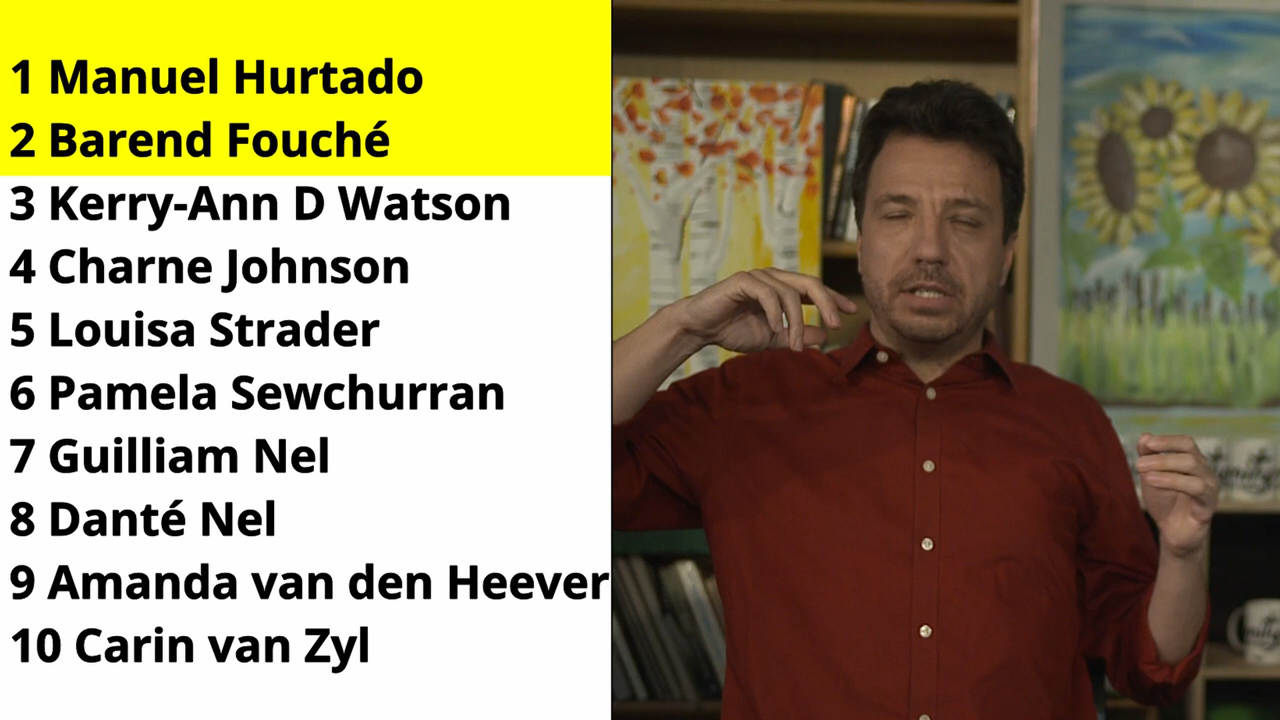 1 Manuel Hurtado
2 Barend Fouché
3 Kerry-Ann D Watson
4 Charne Johnson
5 Louisa Strader
6 Pamela Sewchurran
7 Guilliam Nel
8 Danté Nel
9 Amanda van den Heever
10 Carin van Zyl